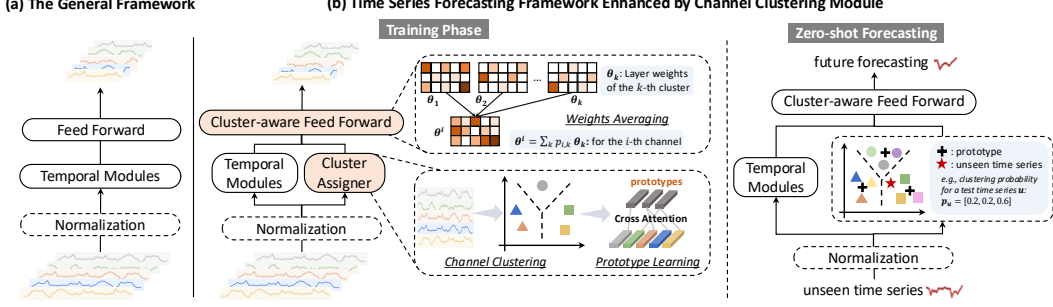 (a) The General Framework
(b) Time Series Forecasting Framework Enhanced by Channel Clustering Module
Feed Forward
Temporal Modules
Normalization
Training Phase
Cluster-aware Feed Forward
Temporal
Modules
Cluster
Assigner
Normalization
θ₁
θ₂
...
θₖ
θₖ: Layer weights
of the k-th cluster
Weights Averaging
θⁱ
θⁱ = ∑ₖ pᵢ,ₖ θₖ: for the i-th channel
prototypes
Cross Attention
Channel Clustering
Prototype Learning
Zero-shot Forecasting
future forecasting
Cluster-aware Feed Forward
Temporal
Modules
: prototype
: unseen time series
e.g., clustering probability
for a test time series u:
pᵤ = [0.2, 0.2, 0.6]
Normalization
unseen time series